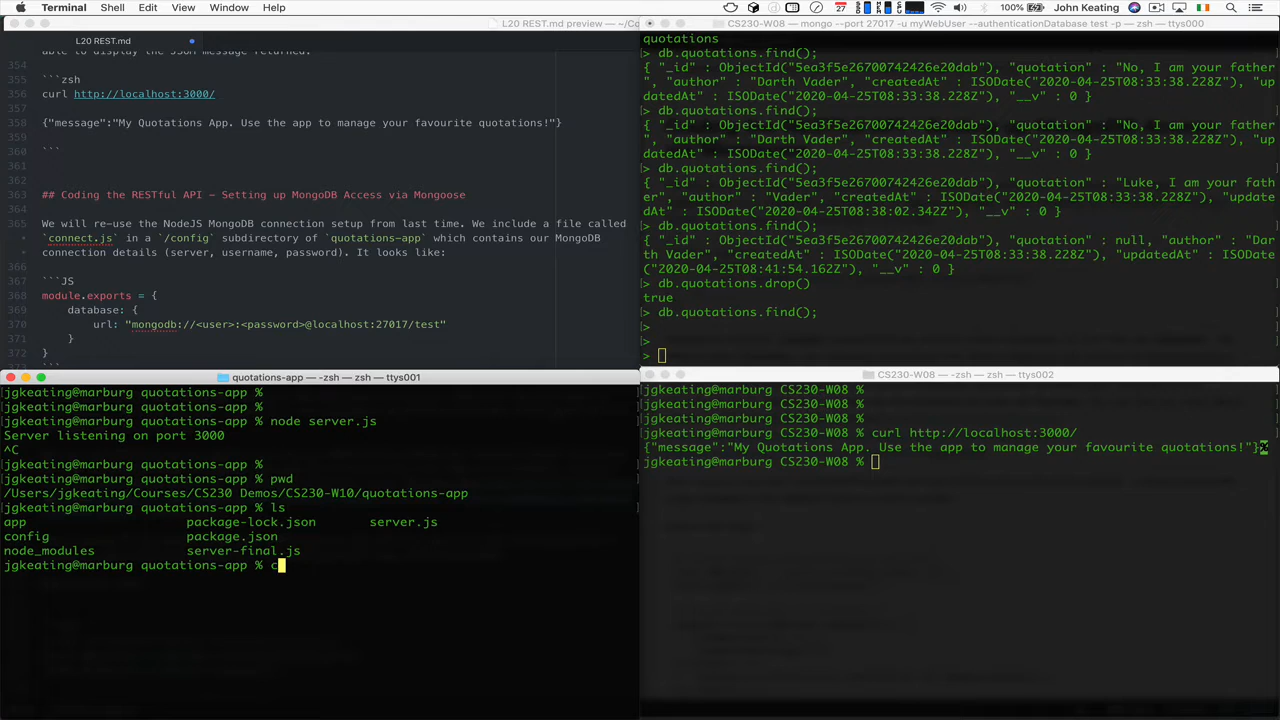 Terminal Shell Edit View Window Help 27 100% John Keating
L20 REST.md preview — ~/Co
L20 REST.md
able to display the JSON message returned.
354
355 ```zsh
356 curl http://localhost:3000/
357
358 {"message":"My Quotations App. Use the app to manage your favourite quotations!"}
359
360 ```
361
362
363 ## Coding the RESTful API – Setting up MongoDB Access via Mongoose
364
365 We will re-use the NodeJS MongoDB connection setup from last time. We include a file called
• `connect.js` in a `/config` subdirectory of `quotations-app` which contains our MongoDB
• connection details (server, username, password). It looks like:
366
367 ```JS
368 module.exports = {
369 database: {
370 url: "mongodb://<user>:<password>@localhost:27017/test"
371 }
372 }
373 ```
CS230-W08 — mongo --port 27017 -u myWebUser --authenticationDatabase test -p — zsh — ttys000
quotations
> db.quotations.find();
{ "_id" : ObjectId("5ea3f5e26700742426e20dab"), "quotation" : "No, I am your father
", "author" : "Darth Vader", "createdAt" : ISODate("2020-04-25T08:33:38.228Z"), "up
datedAt" : ISODate("2020-04-25T08:33:38.228Z"), "__v" : 0 }
> db.quotations.find();
{ "_id" : ObjectId("5ea3f5e26700742426e20dab"), "quotation" : "No, I am your father
", "author" : "Darth Vader", "createdAt" : ISODate("2020-04-25T08:33:38.228Z"), "up
datedAt" : ISODate("2020-04-25T08:33:38.228Z"), "__v" : 0 }
> db.quotations.find();
{ "_id" : ObjectId("5ea3f5e26700742426e20dab"), "quotation" : "Luke, I am your fath
er", "author" : "Vader", "createdAt" : ISODate("2020-04-25T08:33:38.228Z"), "update
dAt" : ISODate("2020-04-25T08:38:02.342Z"), "__v" : 0 }
> db.quotations.find();
{ "_id" : ObjectId("5ea3f5e26700742426e20dab"), "quotation" : null, "author" : "Dar
th Vader", "createdAt" : ISODate("2020-04-25T08:33:38.228Z"), "updatedAt" : ISODate
("2020-04-25T08:41:54.162Z"), "__v" : 0 }
> db.quotations.drop()
true
> db.quotations.find();
>
>
>
quotations-app — -zsh — zsh — ttys001
jgkeating@marburg quotations-app %
jgkeating@marburg quotations-app %
jgkeating@marburg quotations-app % node server.js
Server listening on port 3000
^C
jgkeating@marburg quotations-app %
jgkeating@marburg quotations-app % pwd
/Users/jgkeating/Courses/CS230 Demos/CS230-W10/quotations-app
jgkeating@marburg quotations-app % ls
app package-lock.json server.js
config package.json
node_modules server-final.js
jgkeating@marburg quotations-app % c
CS230-W08 — -zsh — zsh — ttys002
jgkeating@marburg CS230-W08 %
jgkeating@marburg CS230-W08 %
jgkeating@marburg CS230-W08 %
jgkeating@marburg CS230-W08 % curl http://localhost:3000/
{"message":"My Quotations App. Use the app to manage your favourite quotations!"}%
jgkeating@marburg CS230-W08 %